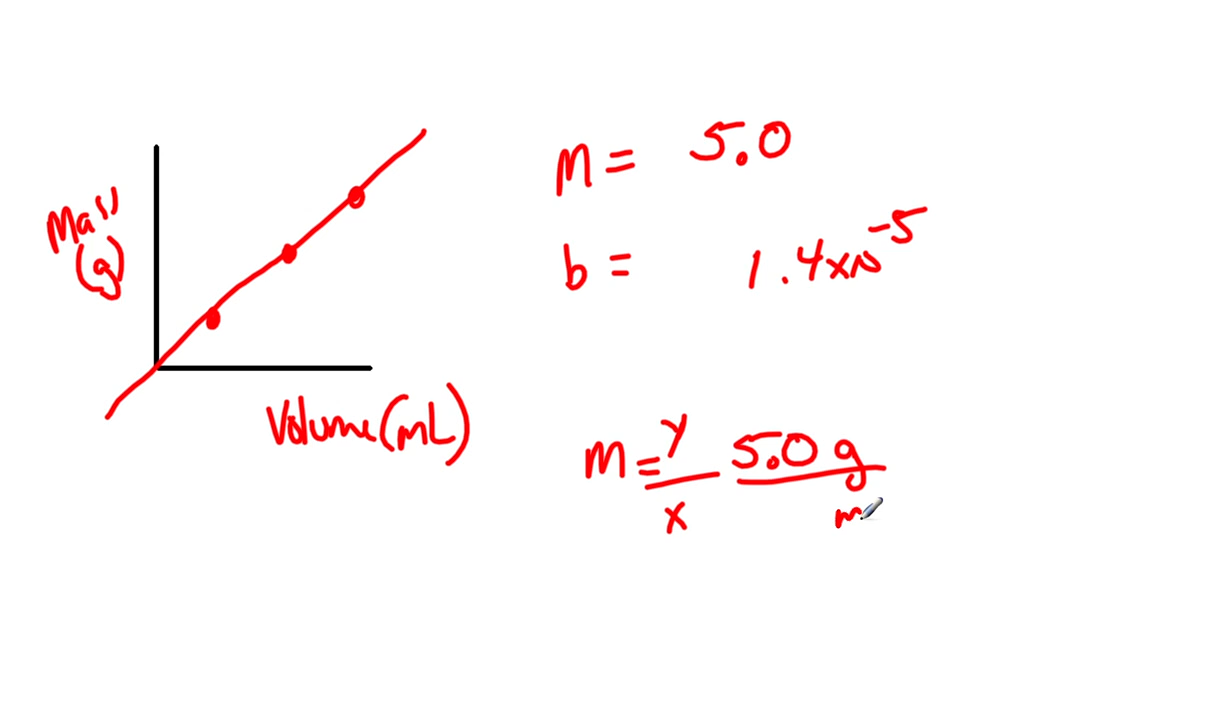 Mass
(g)
Volume (mL)
m = 5.0
b = 1.4x10^-5
m = y/x 5.0 g/m